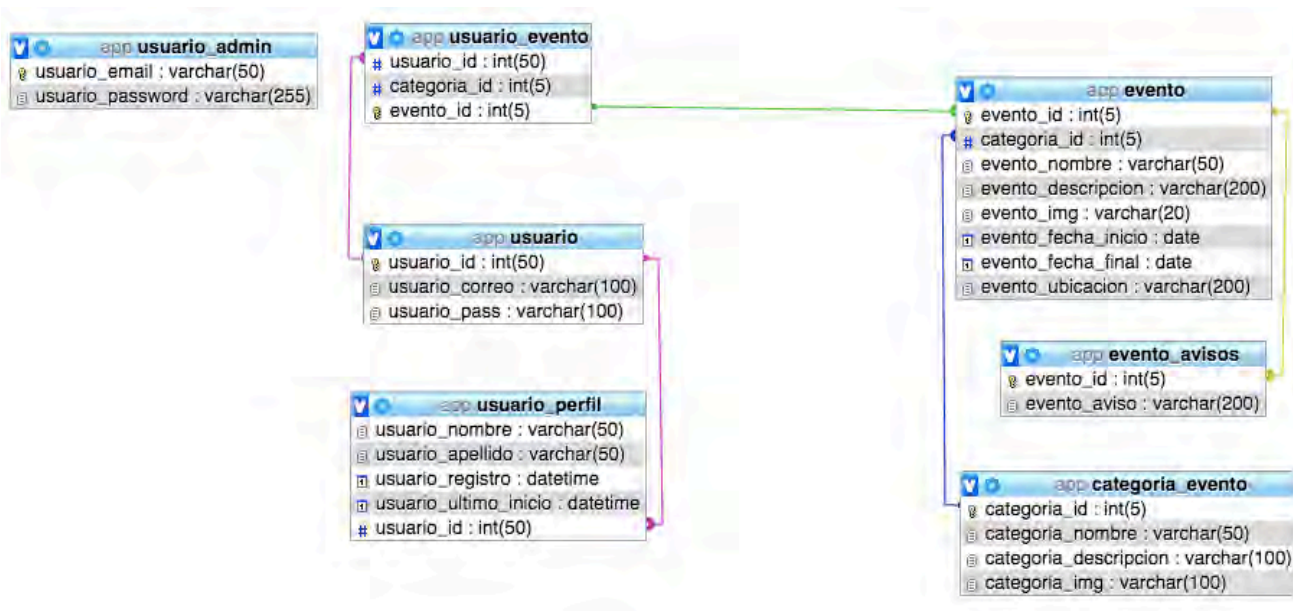 app usuario_admin
usuario_email : varchar(50)
usuario_password : varchar(255)
app usuario_evento
usuario_id : int(50)
categoria_id : int(5)
evento_id : int(5)
app evento
evento_id : int(5)
categoria_id : int(5)
evento_nombre : varchar(50)
evento_descripcion : varchar(200)
evento_img : varchar(20)
evento_fecha_inicio : date
evento_fecha_final : date
evento_ubicacion : varchar(200)
app usuario
usuario_id : int(50)
usuario_correo : varchar(100)
usuario_pass : varchar(100)
app evento_avisos
evento_id : int(5)
evento_aviso : varchar(200)
app usuario_perfil
usuario_nombre : varchar(50)
usuario_apellido : varchar(50)
usuario_registro : datetime
usuario_ultimo_inicio : datetime
usuario_id : int(50)
app categoria_evento
categoria_id : int(5)
categoria_nombre : varchar(50)
categoria_descripcion : varchar(100)
categoria_img : varchar(100)